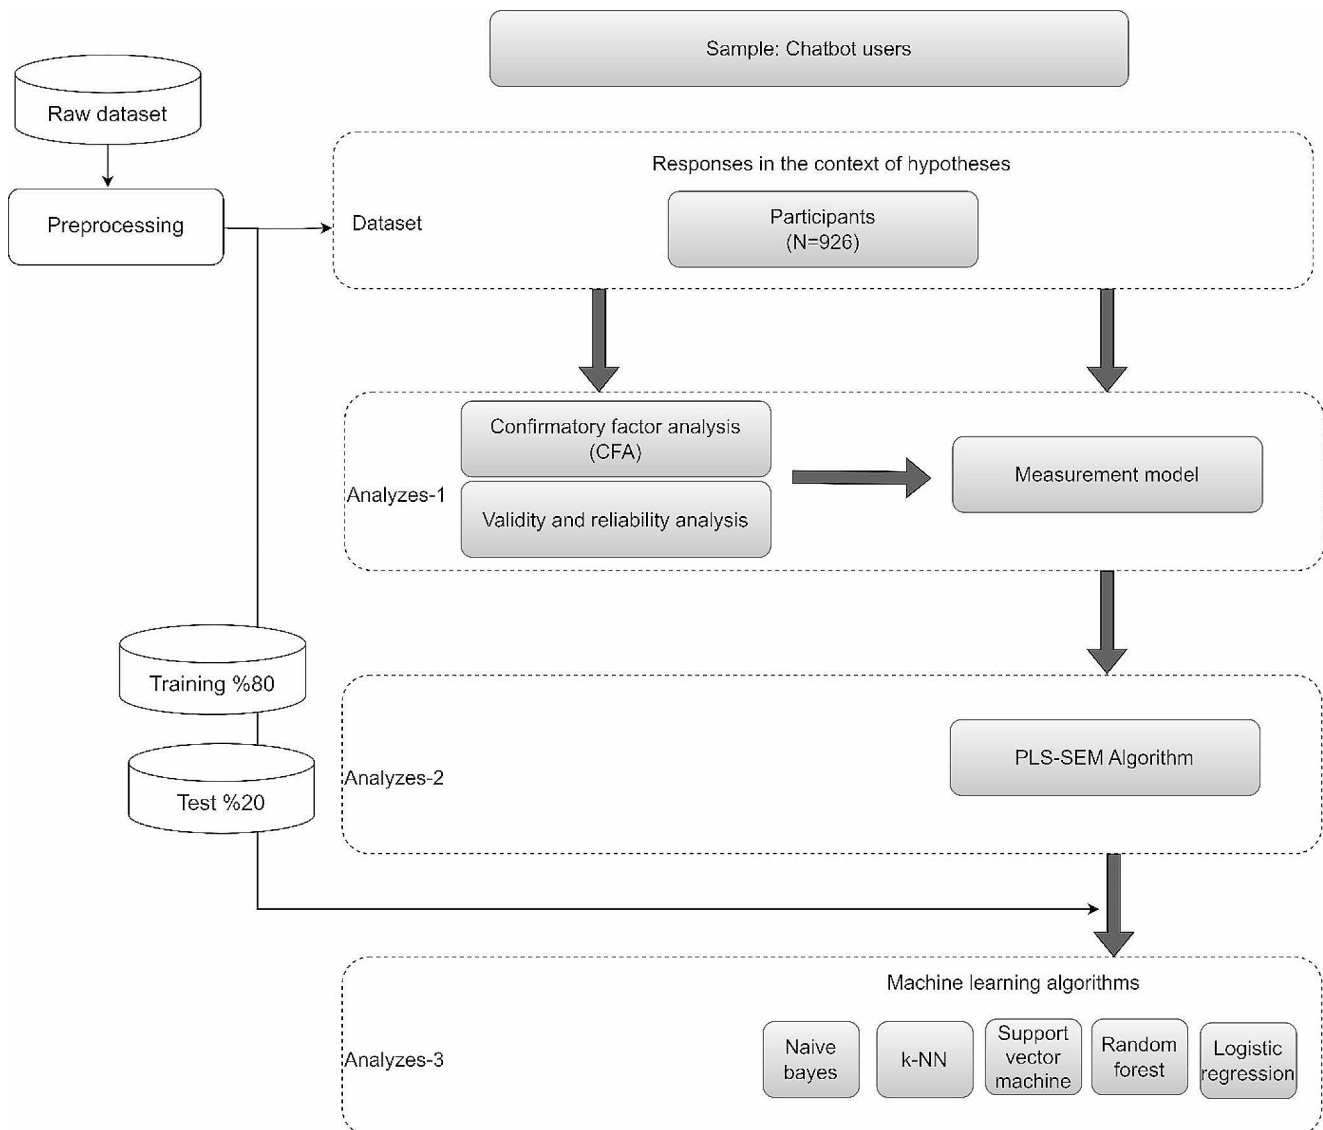 Sample: Chatbot users
Raw dataset
Preprocessing
Responses in the context of hypotheses
Dataset
Participants
(N=926)
Analyzes-1
Confirmatory factor analysis
(CFA)
Validity and reliability analysis
Measurement model
Training %80
Test %20
Analyzes-2
PLS-SEM Algorithm
Analyzes-3
Machine learning algorithms
Naive
bayes
k-NN
Support
vector
machine
Random
forest
Logistic
regression